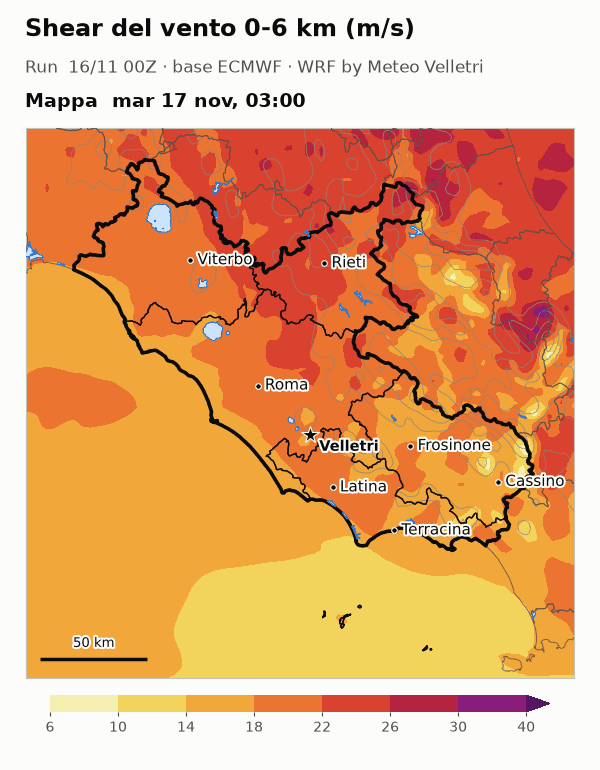 Shear del vento 0-6 km (m/s)
Run  16/11 00Z · base ECMWF · WRF by Meteo Velletri
Mappa  mar 17 nov, 03:00
Viterbo
Rieti
Roma
Velletri
Frosinone
Cassino
Latina
Terracina
50 km
6 10 14 18 22 26 30 40